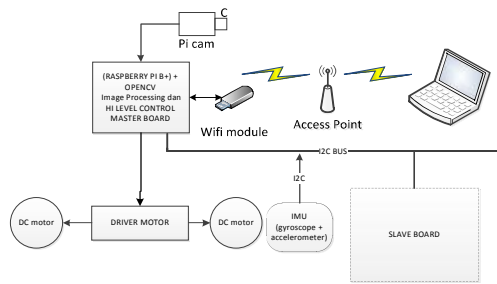 C
Pi cam
(RASPBERRY PI B+) +
OPENCV
Image Processing dan
HI LEVEL CONTROL
MASTER BOARD
Wifi module
Access Point
I2C BUS
I2C
DC motor
DRIVER MOTOR
DC motor
IMU
(gyroscope +
accelerometer)
SLAVE BOARD